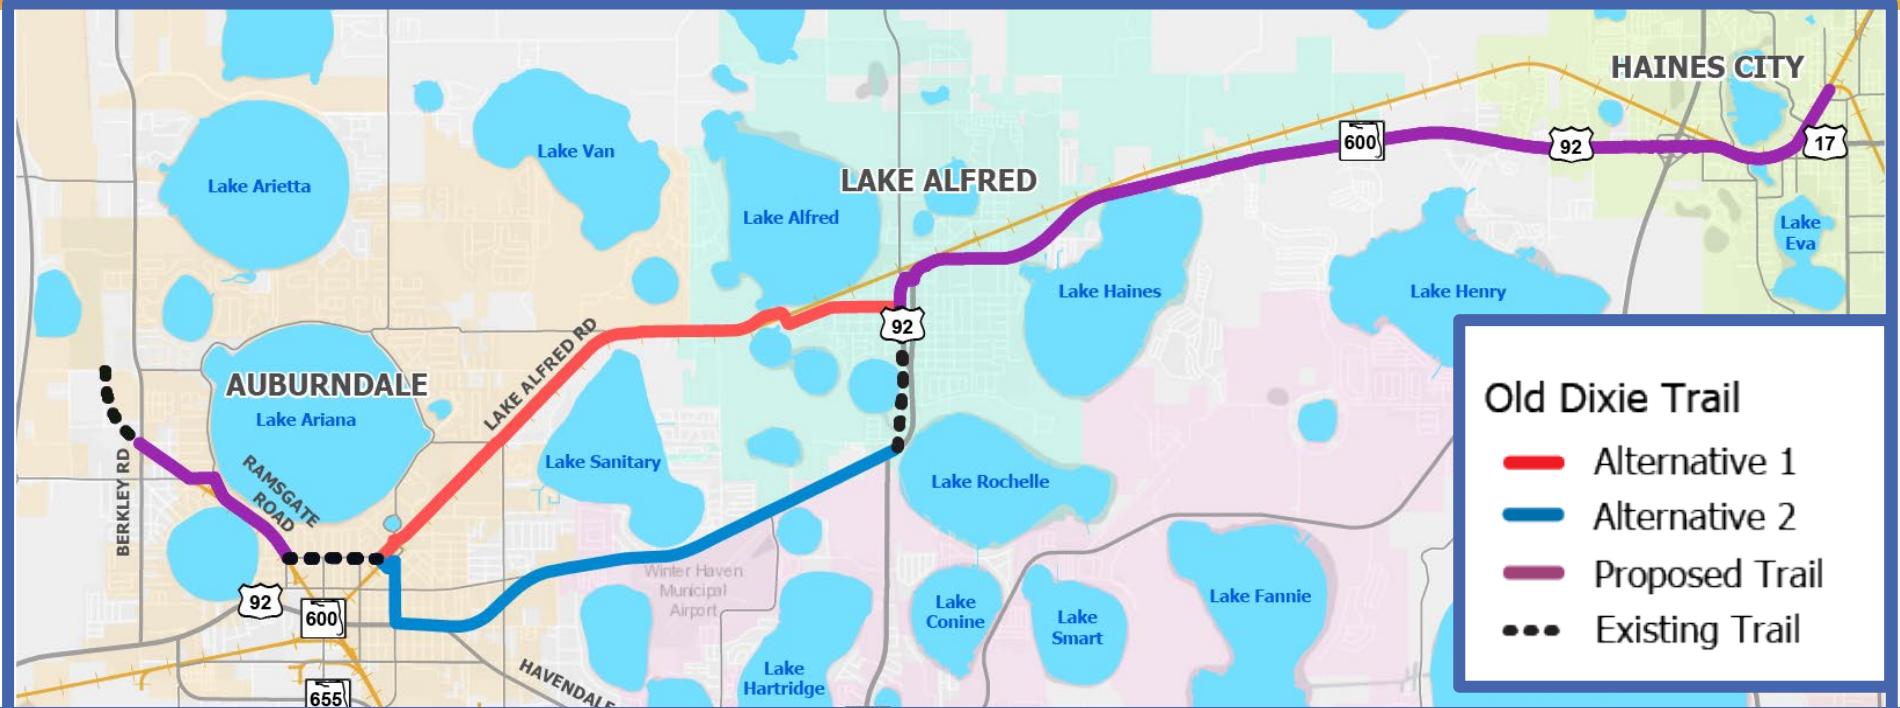 HAINES CITY
600
92
17
Lake Van
LAKE ALFRED
Lake Arietta
Lake Alfred
Lake
Eva
Lake Haines
Lake Henry
92
LAKE ALFRED RD
AUBURNDALE
Lake Ariana
BERKLEY RD
RAMSGATE
ROAD
Lake Sanitary
Lake Rochelle
Winter Haven
Municipal
Airport
92
600
655
HAVENDALE
Lake
Hartridge
Lake
Conine
Lake
Smart
Lake Fannie
Old Dixie Trail
Alternative 1
Alternative 2
Proposed Trail
Existing Trail